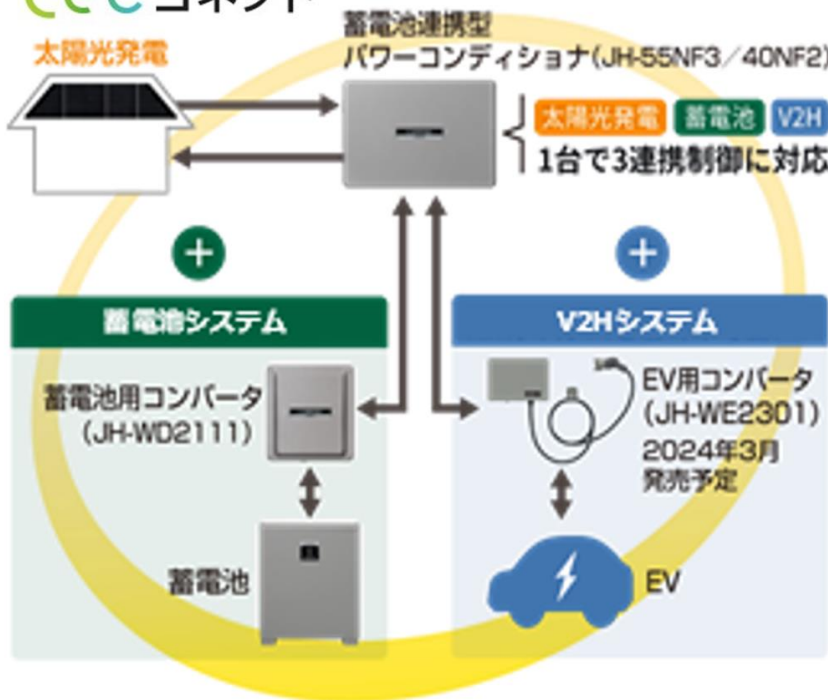 コネクト
太陽光発電
蓄電池連携型
パワーコンディショナ(JH-55NF3/40NF2)
太陽光発電 蓄電池 V2H
1台で3連携制御に対応
蓄電池システム
蓄電池用コンバータ
(JH-WD2111)
蓄電池
V2Hシステム
EV用コンバータ
(JH-WE2301)
2024年3月
発売予定
EV